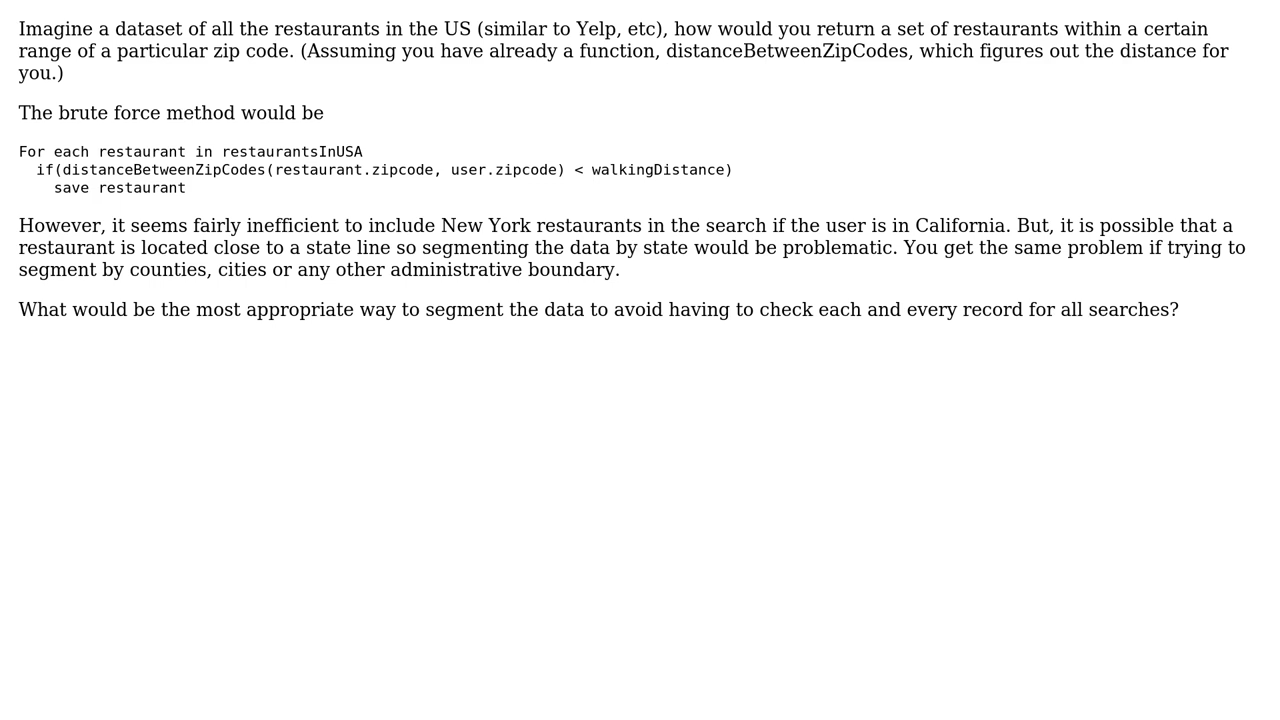 Imagine a dataset of all the restaurants in the US (similar to Yelp, etc), how would you return a set of restaurants within a certain
range of a particular zip code. (Assuming you have already a function, distanceBetweenZipCodes, which figures out the distance for
you.)
The brute force method would be
For each restaurant in restaurantsInUSA
  if(distanceBetweenZipCodes(restaurant.zipcode, user.zipcode) < walkingDistance)
    save restaurant
However, it seems fairly inefficient to include New York restaurants in the search if the user is in California. But, it is possible that a
restaurant is located close to a state line so segmenting the data by state would be problematic. You get the same problem if trying to
segment by counties, cities or any other administrative boundary.
What would be the most appropriate way to segment the data to avoid having to check each and every record for all searches?